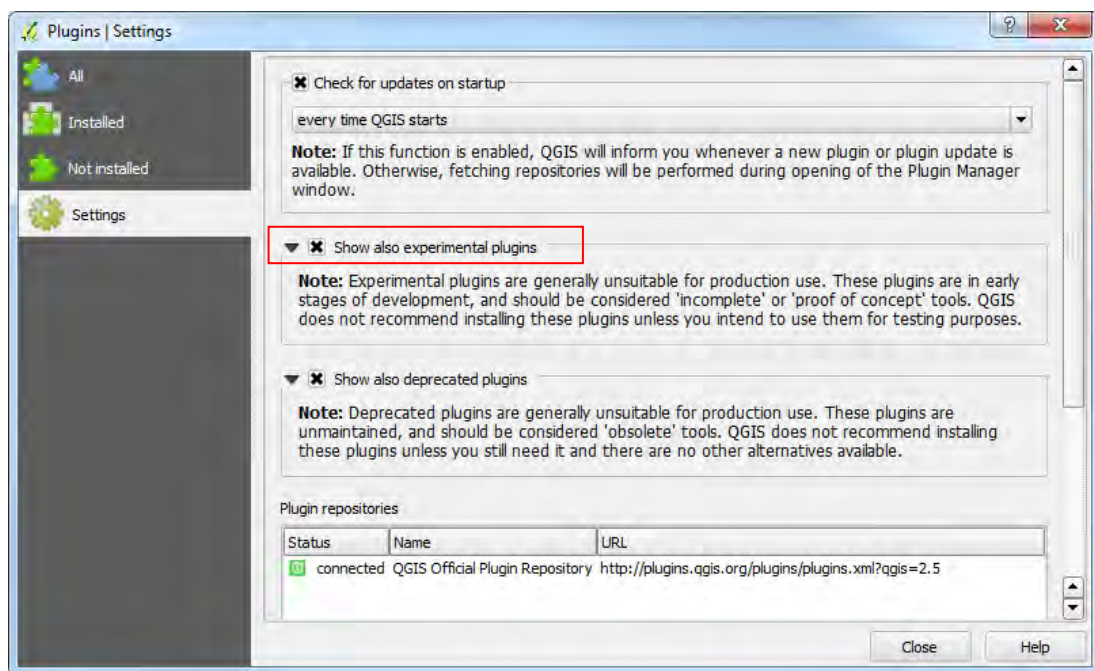 Plugins | Settings
All
Installed
Not installed
Settings
Check for updates on startup
every time QGIS starts
Note: If this function is enabled, QGIS will inform you whenever a new plugin or plugin update is
available. Otherwise, fetching repositories will be performed during opening of the Plugin Manager
window.
Show also experimental plugins
Note: Experimental plugins are generally unsuitable for production use. These plugins are in early
stages of development, and should be considered 'incomplete' or 'proof of concept' tools. QGIS
does not recommend installing these plugins unless you intend to use them for testing purposes.
Show also deprecated plugins
Note: Deprecated plugins are generally unsuitable for production use. These plugins are
unmaintained, and should be considered 'obsolete' tools. QGIS does not recommend installing
these plugins unless you still need it and there are no other alternatives available.
Plugin repositories
Status Name URL
connected QGIS Official Plugin Repository http://plugins.qgis.org/plugins/plugins.xml?qgis=2.5
Close Help